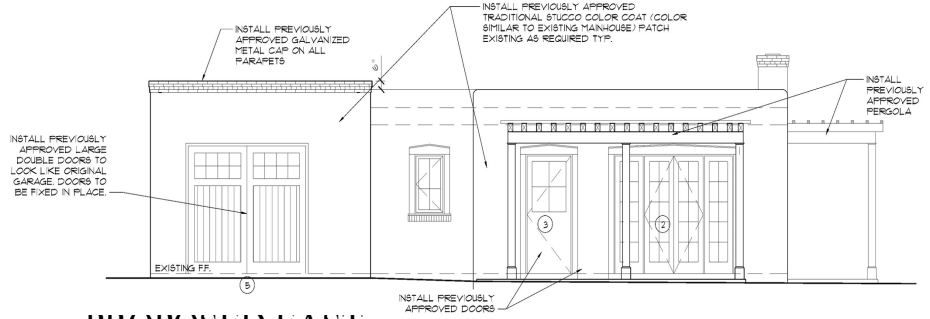 INSTALL PREVIOUSLY APPROVED
TRADITIONAL STUCCO COLOR COAT (COLOR
SIMILAR TO EXISTING MAINHOUSE) PATCH
EXISTING AS REQUIRED TYP.
INSTALL PREVIOUSLY
APPROVED GALVANIZED
METAL CAP ON ALL
PARAPETS
6"
INSTALL
PREVIOUSLY
APPROVED
PERGOLA
INSTALL PREVIOUSLY
APPROVED LARGE
DOUBLE DOORS TO
LOOK LIKE ORIGINAL
GARAGE. DOORS TO
BE FIXED IN PLACE.
3
2
EXISTING F.F.
5
INSTALL PREVIOUSLY
APPROVED DOORS